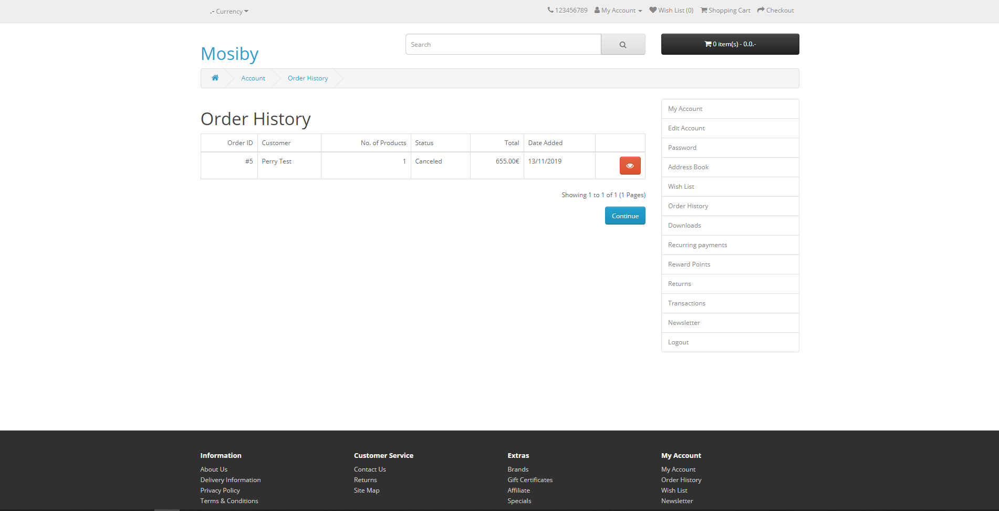 .- Currency
123456789 My Account Wish List (0) Shopping Cart Checkout
Mosiby
Search
0 item(s) - 0.0.-
Account Order History
Order History
Order ID Customer No. of Products Status Total Date Added
#5 Perry Test 1 Canceled 655.00€ 13/11/2019
Showing 1 to 1 of 1 (1 Pages)
Continue
My Account
Edit Account
Password
Address Book
Wish List
Order History
Downloads
Recurring payments
Reward Points
Returns
Transactions
Newsletter
Logout
Information
About Us
Delivery Information
Privacy Policy
Terms & Conditions
Customer Service
Contact Us
Returns
Site Map
Extras
Brands
Gift Certificates
Affiliate
Specials
My Account
My Account
Order History
Wish List
Newsletter